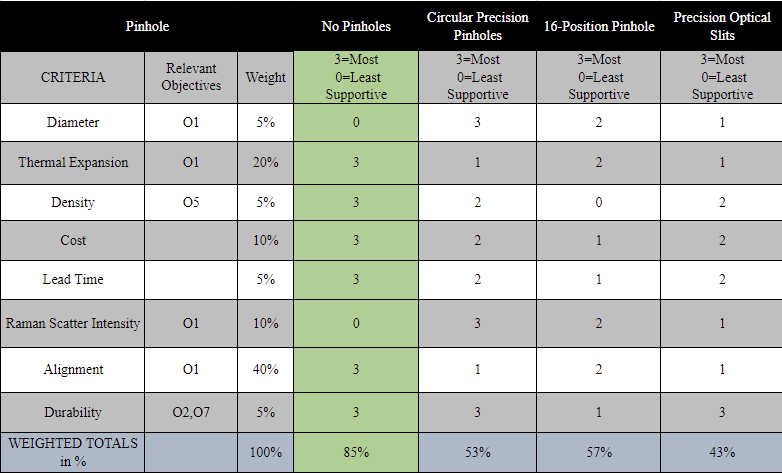 Pinhole No Pinholes Circular Precision Pinholes 16-Position Pinhole Precision Optical Slits
CRITERIA Relevant Objectives Weight 3=Most 0=Least Supportive 3=Most 0=Least Supportive 3=Most 0=Least Supportive 3=Most 0=Least Supportive
Diameter O1 5% 0 3 2 1
Thermal Expansion O1 20% 3 1 2 1
Density O5 5% 3 2 0 2
Cost 10% 3 2 1 2
Lead Time 5% 3 2 1 2
Raman Scatter Intensity O1 10% 0 3 2 1
Alignment O1 40% 3 1 2 1
Durability O2,O7 5% 3 3 1 3
WEIGHTED TOTALS in % 100% 85% 53% 57% 43%